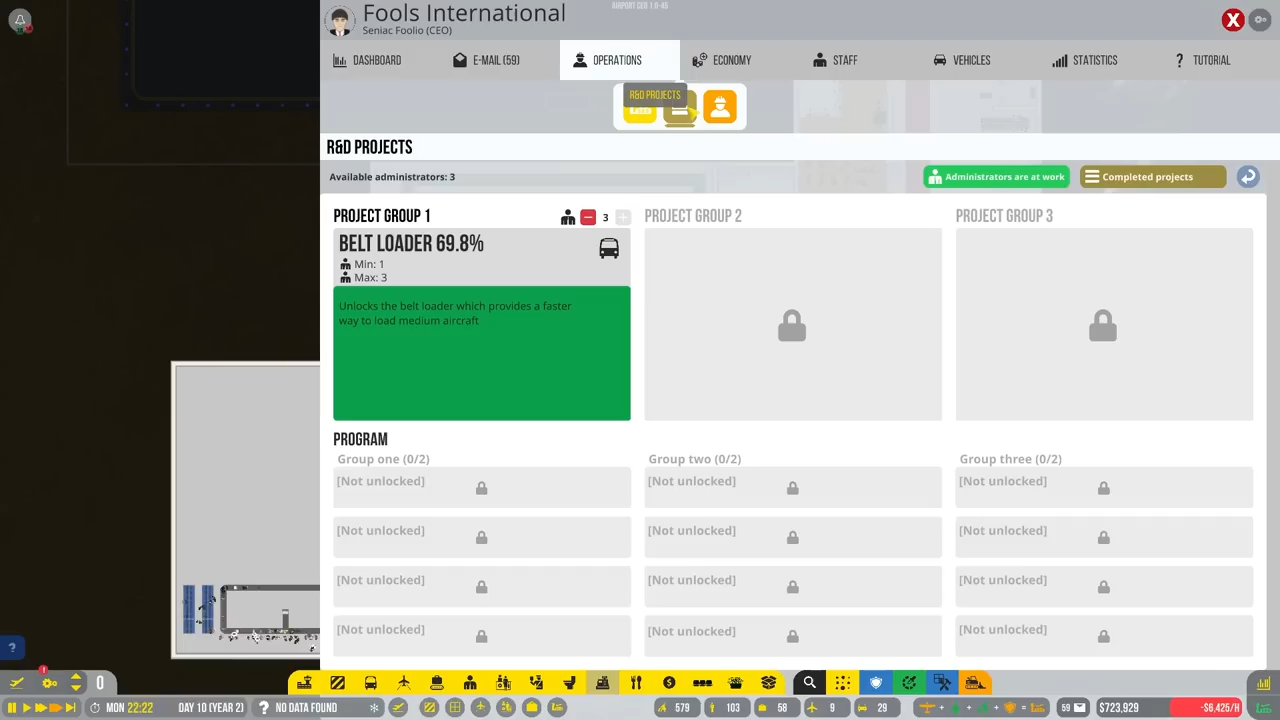 AIRPORT CEO 1.0-45
Fools International
Seniac Foolio (CEO)
X
DASHBOARD
E-MAIL (59)
OPERATIONS
ECONOMY
STAFF
VEHICLES
STATISTICS
? TUTORIAL
R&D PROJECTS
R&D PROJECTS
Available administrators: 3
Administrators are at work
Completed projects
PROJECT GROUP 1
3
PROJECT GROUP 2
PROJECT GROUP 3
BELT LOADER 69.8%
Min: 1
Max: 3
Unlocks the belt loader which provides a faster
way to load medium aircraft
PROGRAM
Group one (0/2)
Group two (0/2)
Group three (0/2)
[Not unlocked]
[Not unlocked]
[Not unlocked]
[Not unlocked]
[Not unlocked]
[Not unlocked]
[Not unlocked]
[Not unlocked]
[Not unlocked]
[Not unlocked]
[Not unlocked]
[Not unlocked]
?
0
MON 22:22
DAY 10 (YEAR 2)
? NO DATA FOUND
579
103
58
9
29
59
$723,929
-$6,425/H